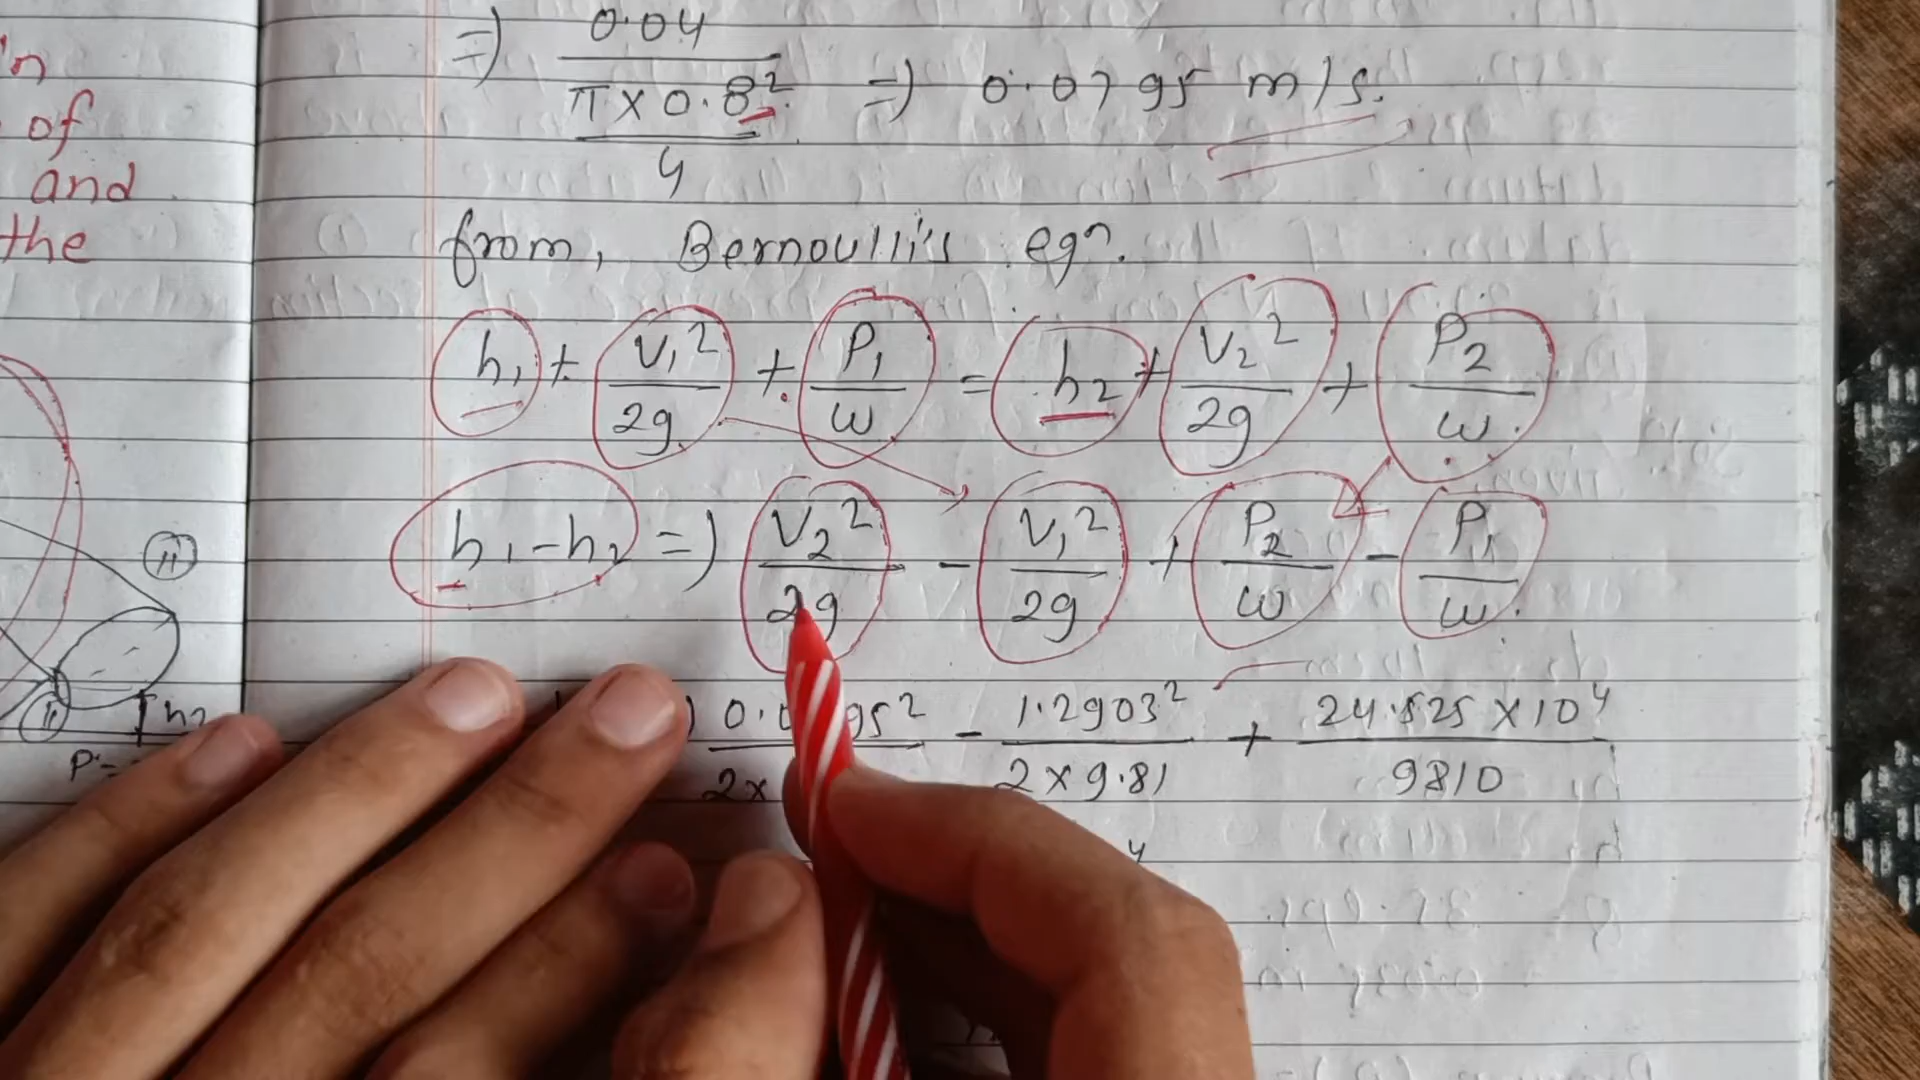 'n
of
and
the
⇒ 0.04 / (π × 0.8² / 4) ⇒ 0.0795 m/s.
from, Bernoulli's eqn.
h₁ + V₁²/2g + P₁/w = h₂ + V₂²/2g + P₂/w.
h₁ - h₂ ⇒ V₂²/2g - V₁²/2g + P₂/w - P₁/w.
- 1.2903² / 2 × 9.81 + 24.525 × 10⁴ / 9810
h₂